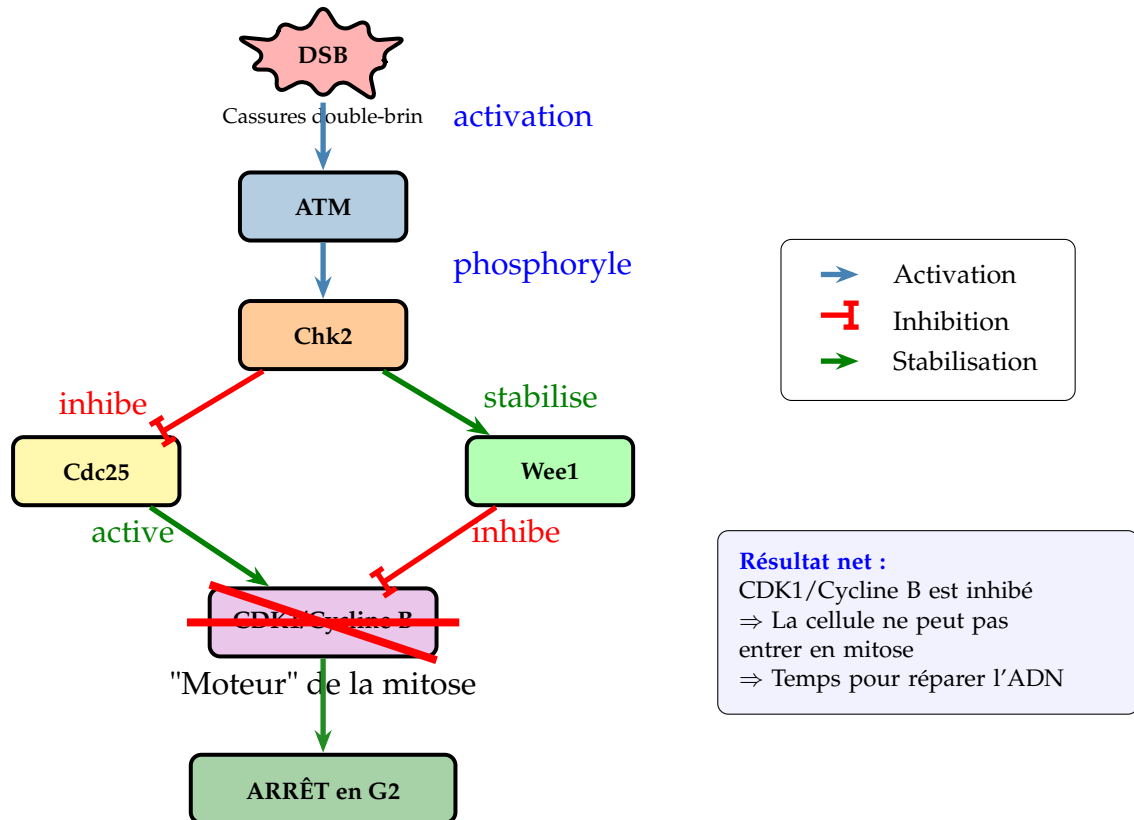 DSB
Cassures double-brin
activation
ATM
phosphoryle
Activation
Chk2
Inhibition
Stabilisation
inhibe
stabilise
Cdc25
Wee1
active
inhibe
Résultat net :
CDK1/Cycline B est inhibé
⇒ La cellule ne peut pas
entrer en mitose
⇒ Temps pour réparer l'ADN
CDK1/Cycline B
"Moteur" de la mitose
ARRÊT en G2